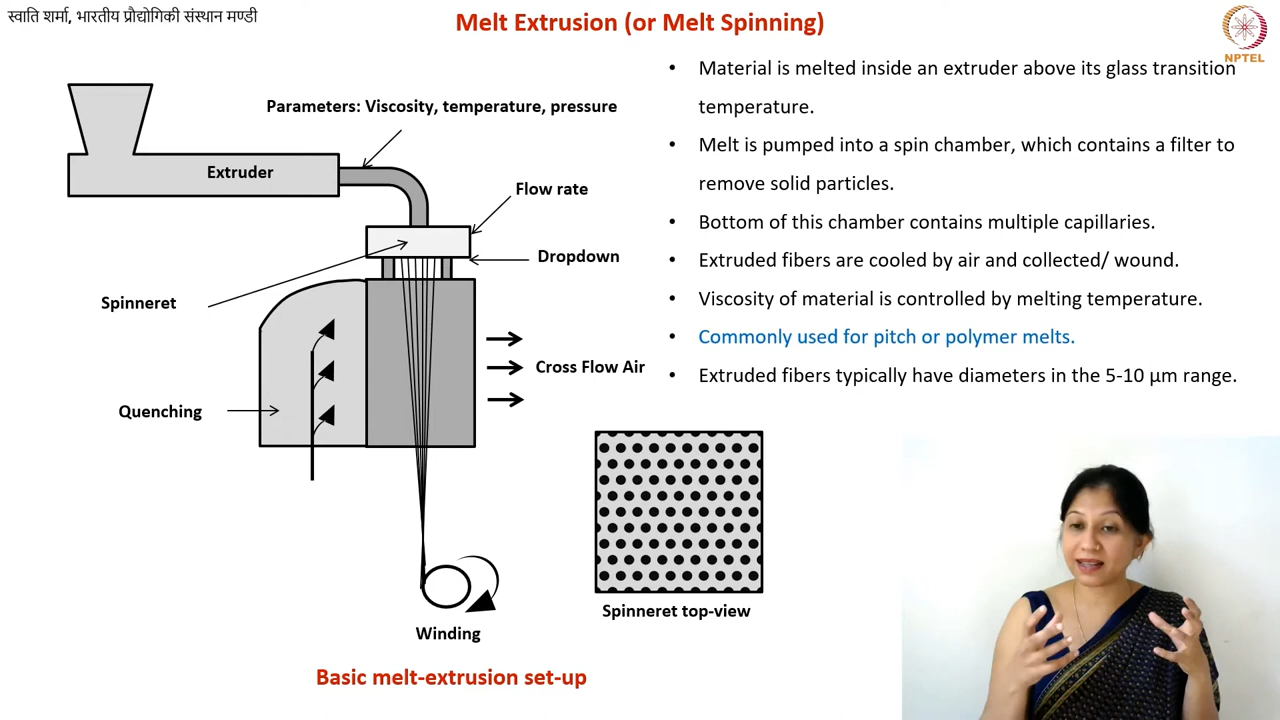 स्वाति शर्मा, भारतीय प्रौद्योगिकी संस्थान मण्डी
Melt Extrusion (or Melt Spinning)
NPTEL
Parameters: Viscosity, temperature, pressure
Extruder
Flow rate
Dropdown
Spinneret
Cross Flow Air
Quenching
Winding
Spinneret top-view
Basic melt-extrusion set-up
• Material is melted inside an extruder above its glass transition
temperature.
• Melt is pumped into a spin chamber, which contains a filter to
remove solid particles.
• Bottom of this chamber contains multiple capillaries.
• Extruded fibers are cooled by air and collected/ wound.
• Viscosity of material is controlled by melting temperature.
• Commonly used for pitch or polymer melts.
• Extruded fibers typically have diameters in the 5-10 µm range.